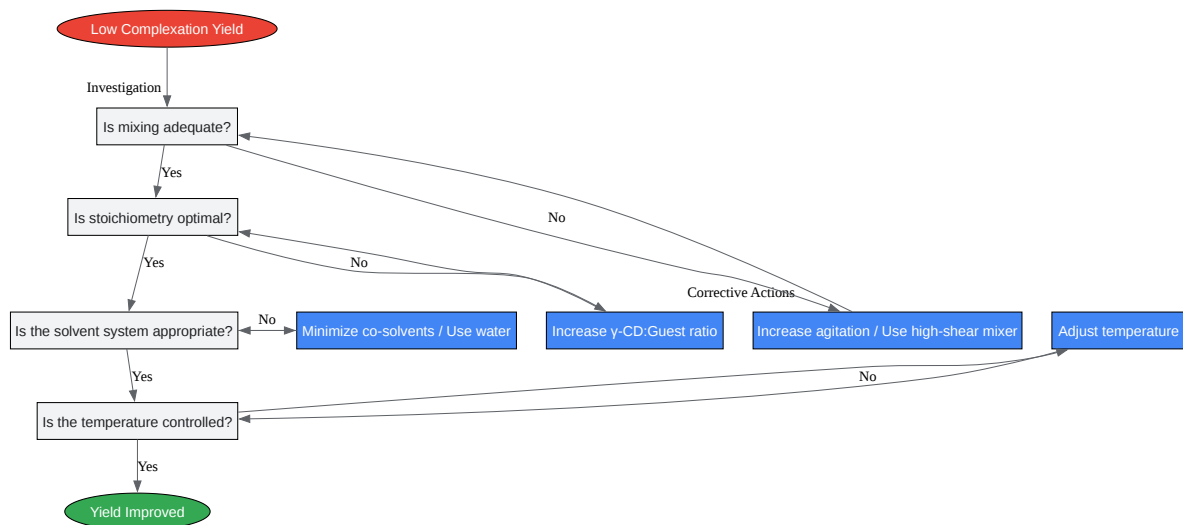 Low Complexation Yield
Investigation
Is mixing adequate?
Yes
No
Is stoichiometry optimal?
Yes
No
Corrective Actions
Is the solvent system appropriate?
No
Minimize co-solvents / Use water
Increase γ-CD:Guest ratio
Increase agitation / Use high-shear mixer
Adjust temperature
Yes
No
Is the temperature controlled?
Yes
Yield Improved